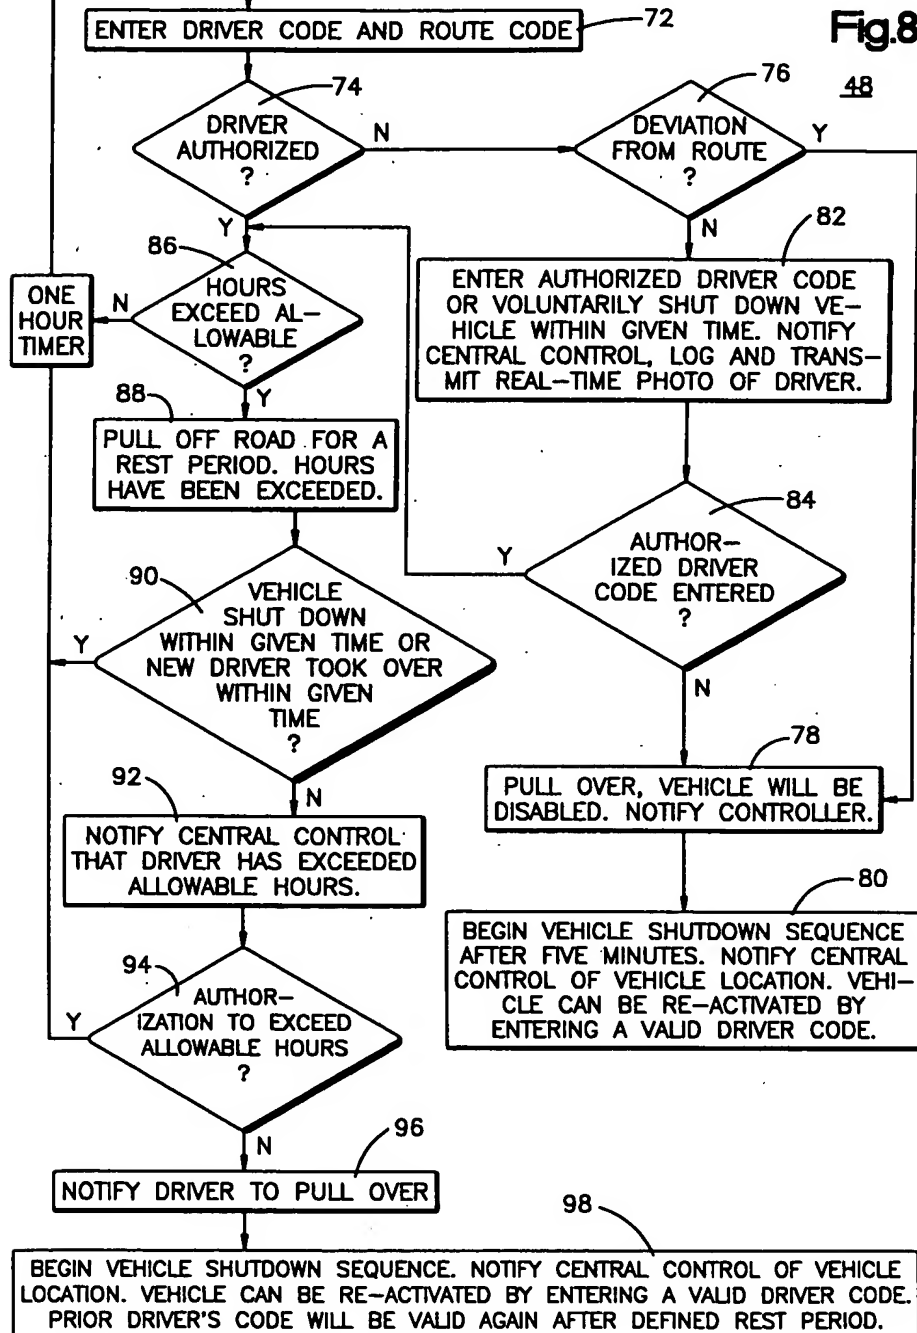 Fig.8
48
72
ENTER DRIVER CODE AND ROUTE CODE
74
DRIVER
AUTHORIZED
?
N
Y
76
DEVIATION
FROM ROUTE
?
Y
N
82
ENTER AUTHORIZED DRIVER CODE
OR VOLUNTARILY SHUT DOWN VE-
HICLE WITHIN GIVEN TIME. NOTIFY
CENTRAL CONTROL, LOG AND TRANS-
MIT REAL-TIME PHOTO OF DRIVER.
86
HOURS
EXCEED AL-
LOWABLE
?
N
Y
ONE
HOUR
TIMER
88
PULL OFF ROAD FOR A
REST PERIOD. HOURS
HAVE BEEN EXCEEDED.
84
AUTHOR-
IZED DRIVER
CODE ENTERED
?
Y
N
90
VEHICLE
SHUT DOWN
WITHIN GIVEN TIME OR
NEW DRIVER TOOK OVER
WITHIN GIVEN
TIME
?
Y
N
78
PULL OVER, VEHICLE WILL BE
DISABLED. NOTIFY CONTROLLER.
92
NOTIFY CENTRAL CONTROL
THAT DRIVER HAS EXCEEDED
ALLOWABLE HOURS.
80
BEGIN VEHICLE SHUTDOWN SEQUENCE
AFTER FIVE MINUTES. NOTIFY CENTRAL
CONTROL OF VEHICLE LOCATION. VEHI-
CLE CAN BE RE-ACTIVATED BY
ENTERING A VALID DRIVER CODE.
94
AUTHOR-
IZATION TO EXCEED
ALLOWABLE HOURS
?
Y
N
96
NOTIFY DRIVER TO PULL OVER
98
BEGIN VEHICLE SHUTDOWN SEQUENCE. NOTIFY CENTRAL CONTROL OF VEHICLE
LOCATION. VEHICLE CAN BE RE-ACTIVATED BY ENTERING A VALID DRIVER CODE.
PRIOR DRIVER'S CODE WILL BE VALID AGAIN AFTER DEFINED REST PERIOD.